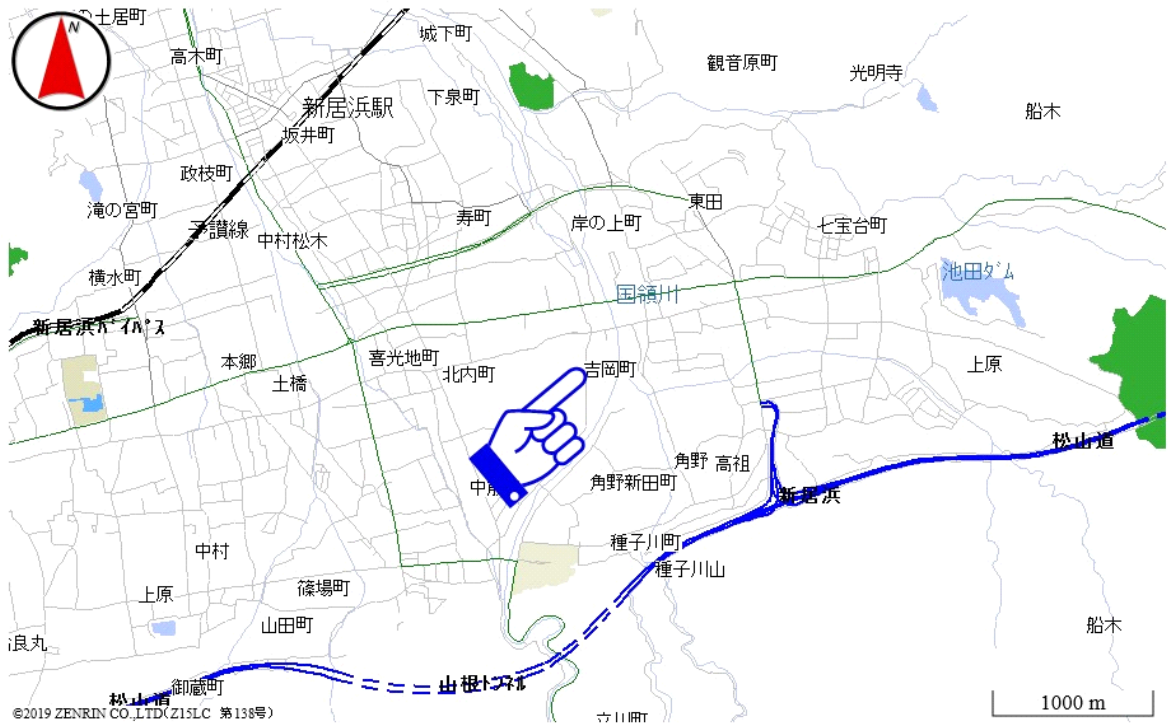 の土居町
N
城下町
高木町
観音原町
光明寺
下泉町
新居浜駅
船木
坂井町
政枝町
滝の宮町
東田
寿町
岸の上町
七宝台町
予讃線
中村松木
横水町
池田ダム
国領川
新居浜バイパス
本郷
喜光地町
北内町
吉岡町
上原
土橋
松山道
角野
高祖
角野新田町
新居浜
種子川町
中村
種子川山
上原
篠場町
山田町
船木
良丸
御蔵町
山根トンネル
松山道
立川町
1000 m
©2019 ZENRIN CO.,LTD(Z15LC 第138号)